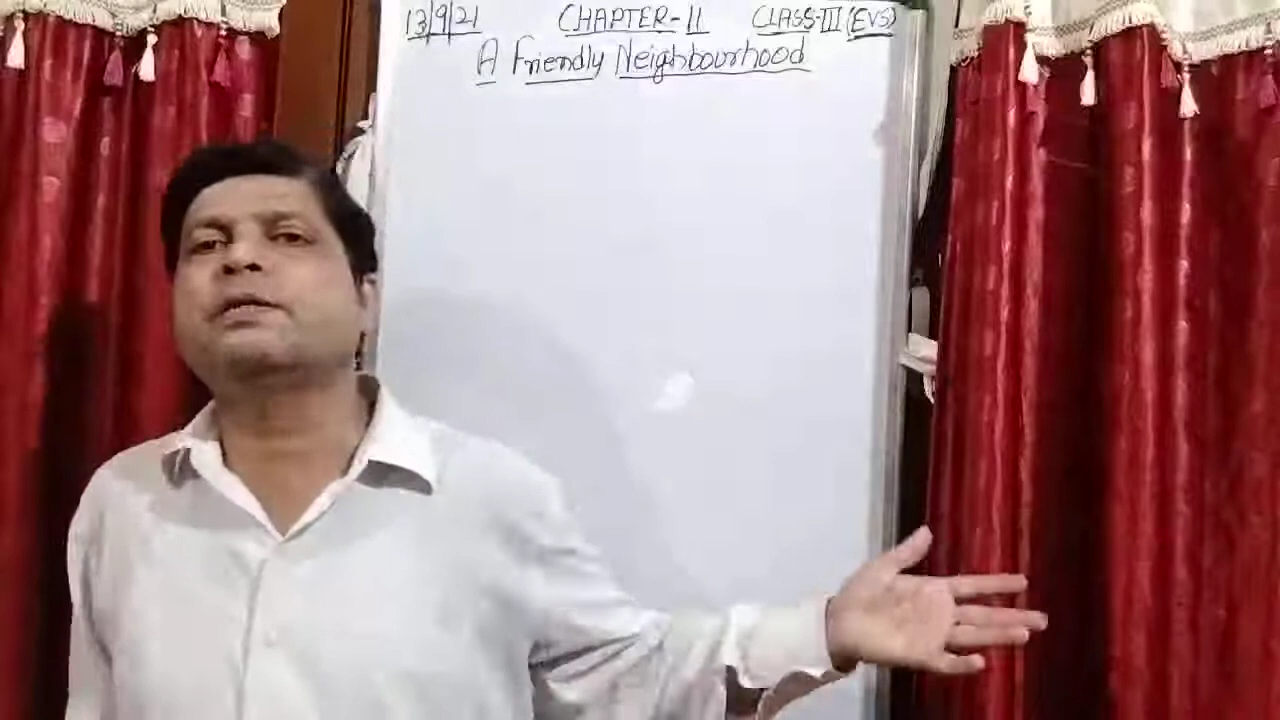 13/9/21 CHAPTER-11 CLASS-III (EVS)
A Friendly Neighbourhood